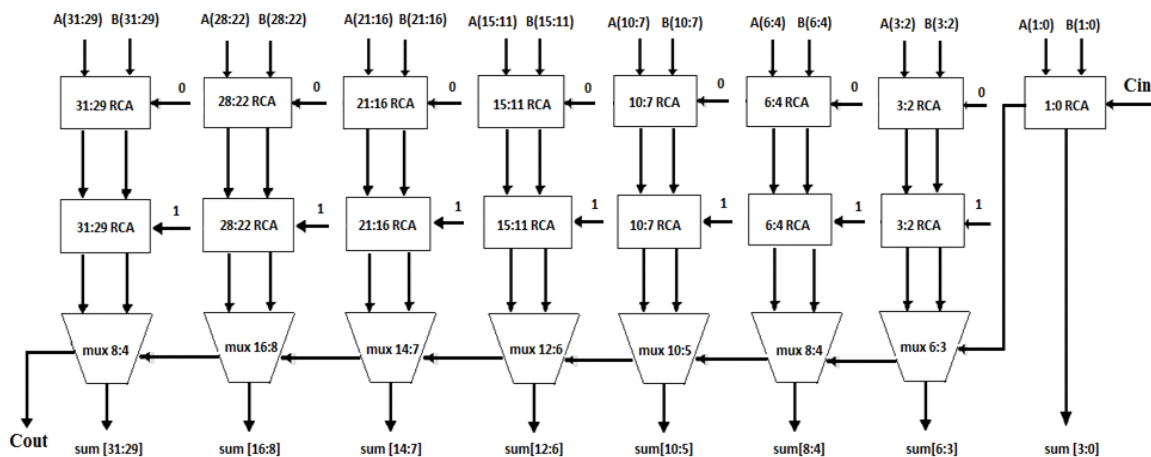 A(31:29) B(31:29) A(28:22) B(28:22) A(21:16) B(21:16) A(15:11) B(15:11) A(10:7) B(10:7) A(6:4) B(6:4) A(3:2) B(3:2) A(1:0) B(1:0)
0 0 0 0 0 0 0 Cin
31:29 RCA 28:22 RCA 21:16 RCA 15:11 RCA 10:7 RCA 6:4 RCA 3:2 RCA 1:0 RCA
1 1 1 1 1 1 1
31:29 RCA 28:22 RCA 21:16 RCA 15:11 RCA 10:7 RCA 6:4 RCA 3:2 RCA
mux 8:4 mux 16:8 mux 14:7 mux 12:6 mux 10:5 mux 8:4 mux 6:3
Cout sum [31:29] sum [16:8] sum [14:7] sum [12:6] sum[10:5] sum[8:4] sum[6:3] sum [3:0]